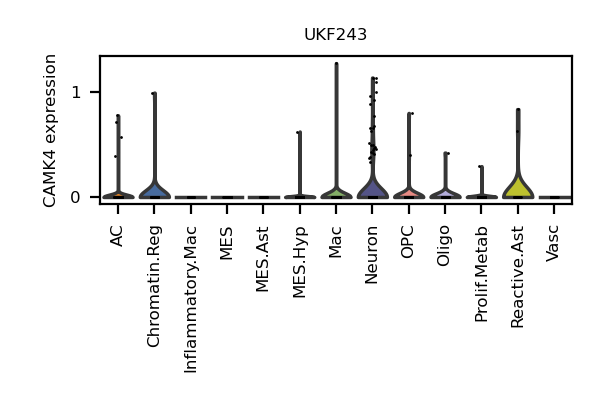 UKF243
CAMK4 expression
1
0
AC
Chromatin.Reg
Inflammatory.Mac
MES
MES.Ast
MES.Hyp
Mac
Neuron
OPC
Oligo
Prolif.Metab
Reactive.Ast
Vasc